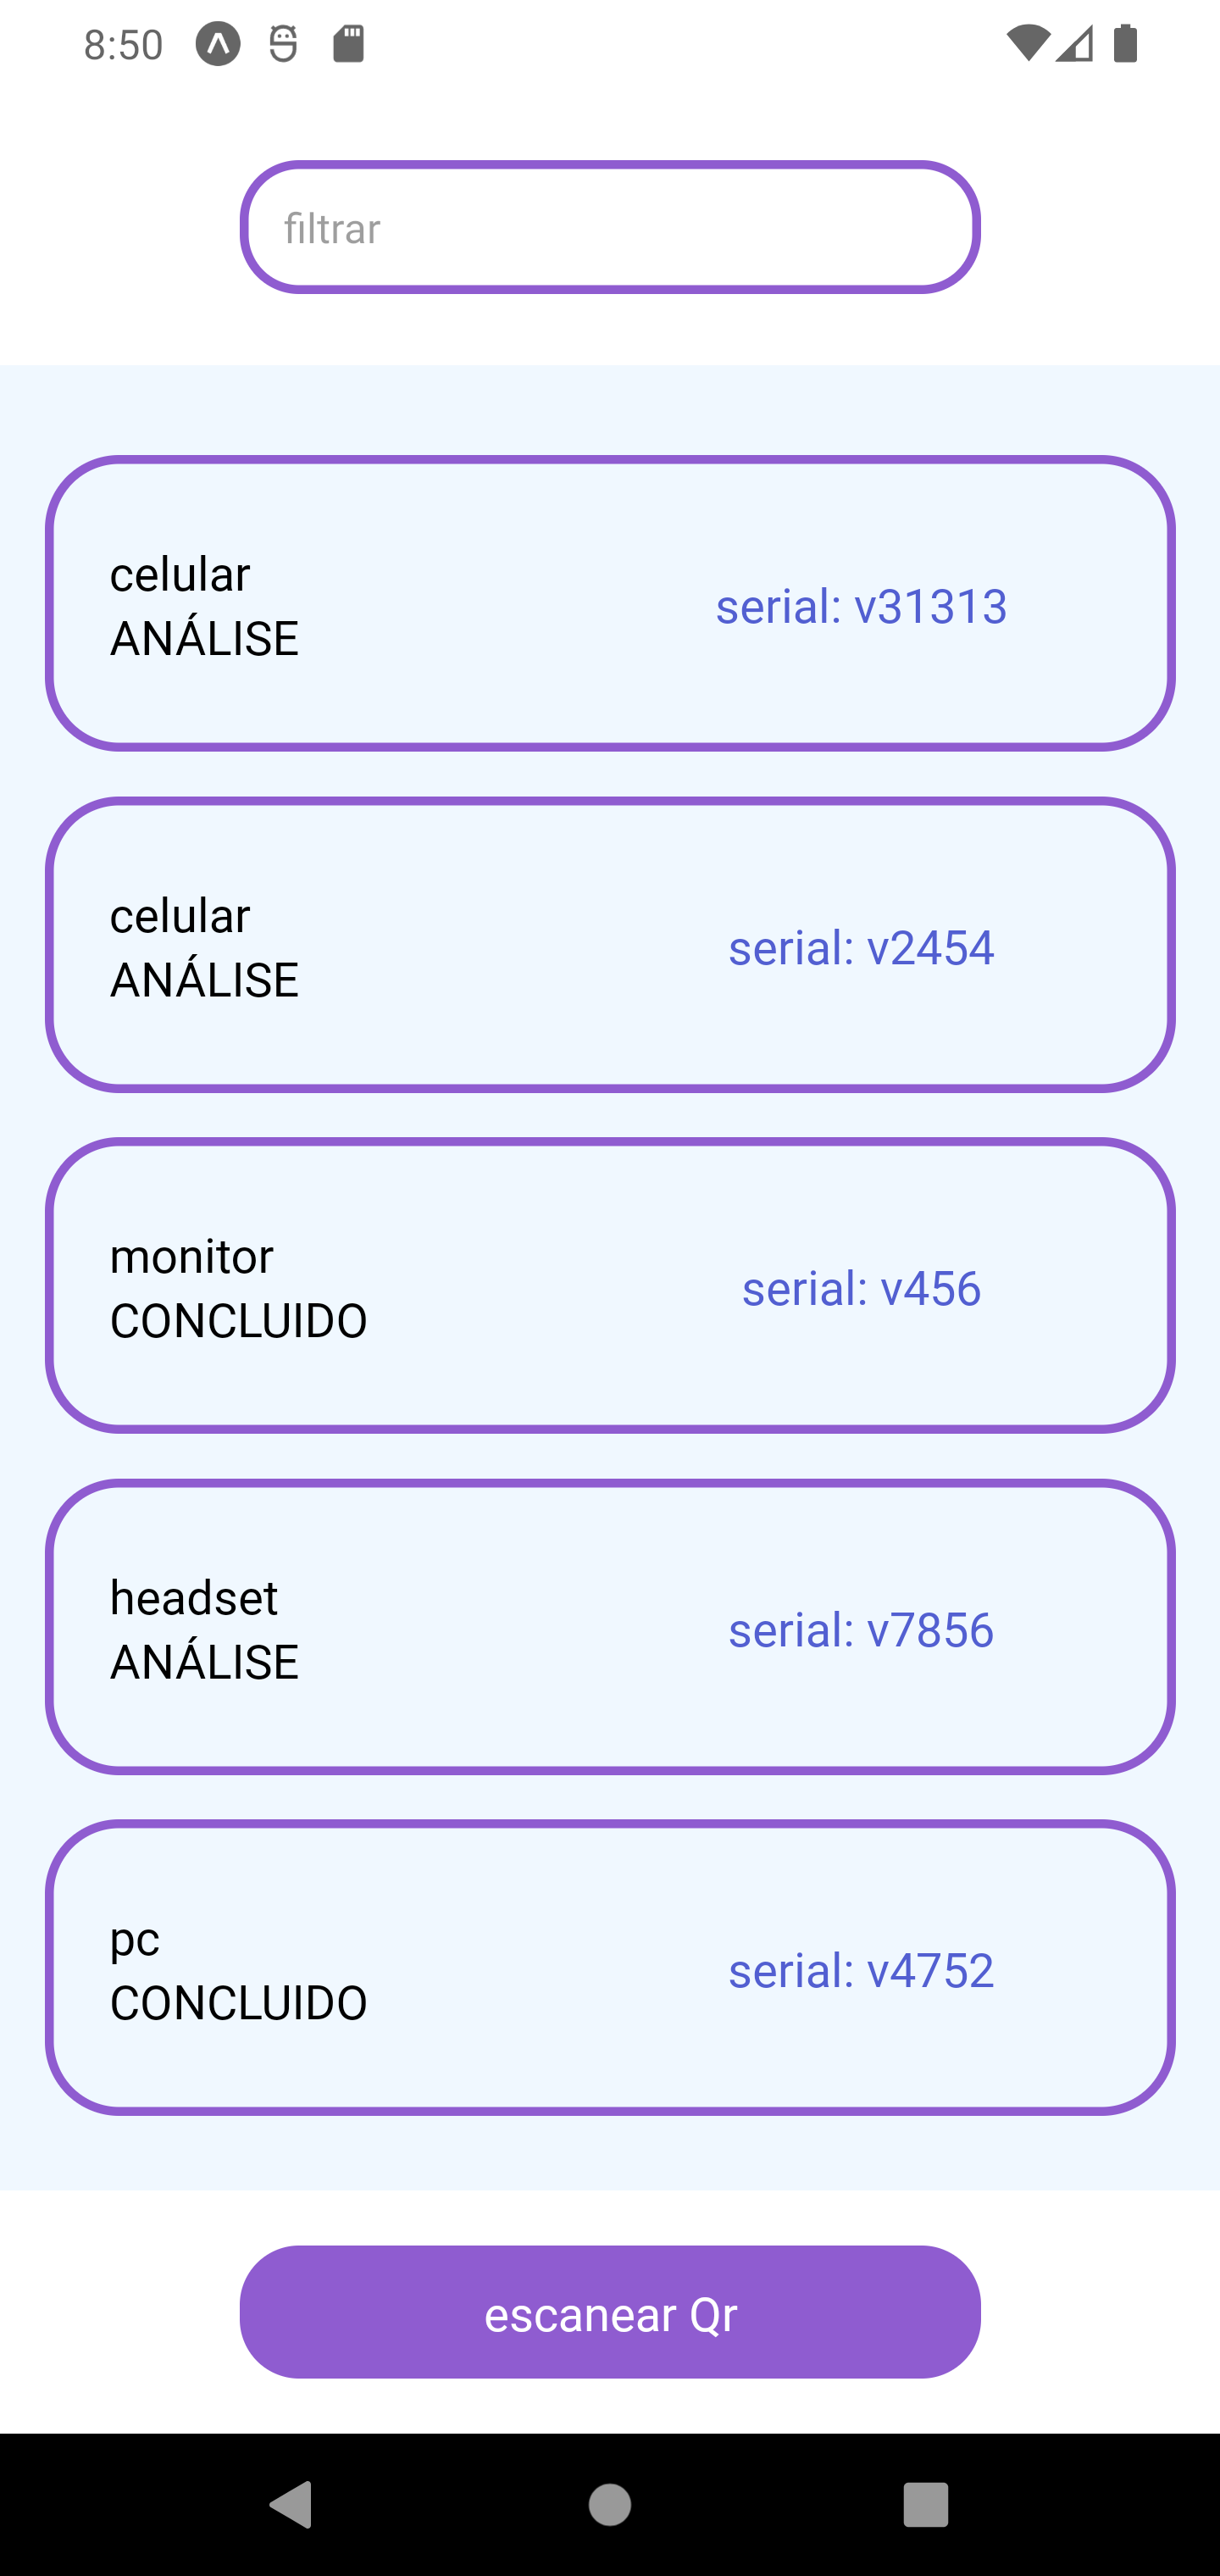 8:50
filtrar
celular
ANÁLISE
serial: v31313
celular
ANÁLISE
serial: v2454
monitor
CONCLUIDO
serial: v456
headset
ANÁLISE
serial: v7856
pc
CONCLUIDO
serial: v4752
escanear Qr